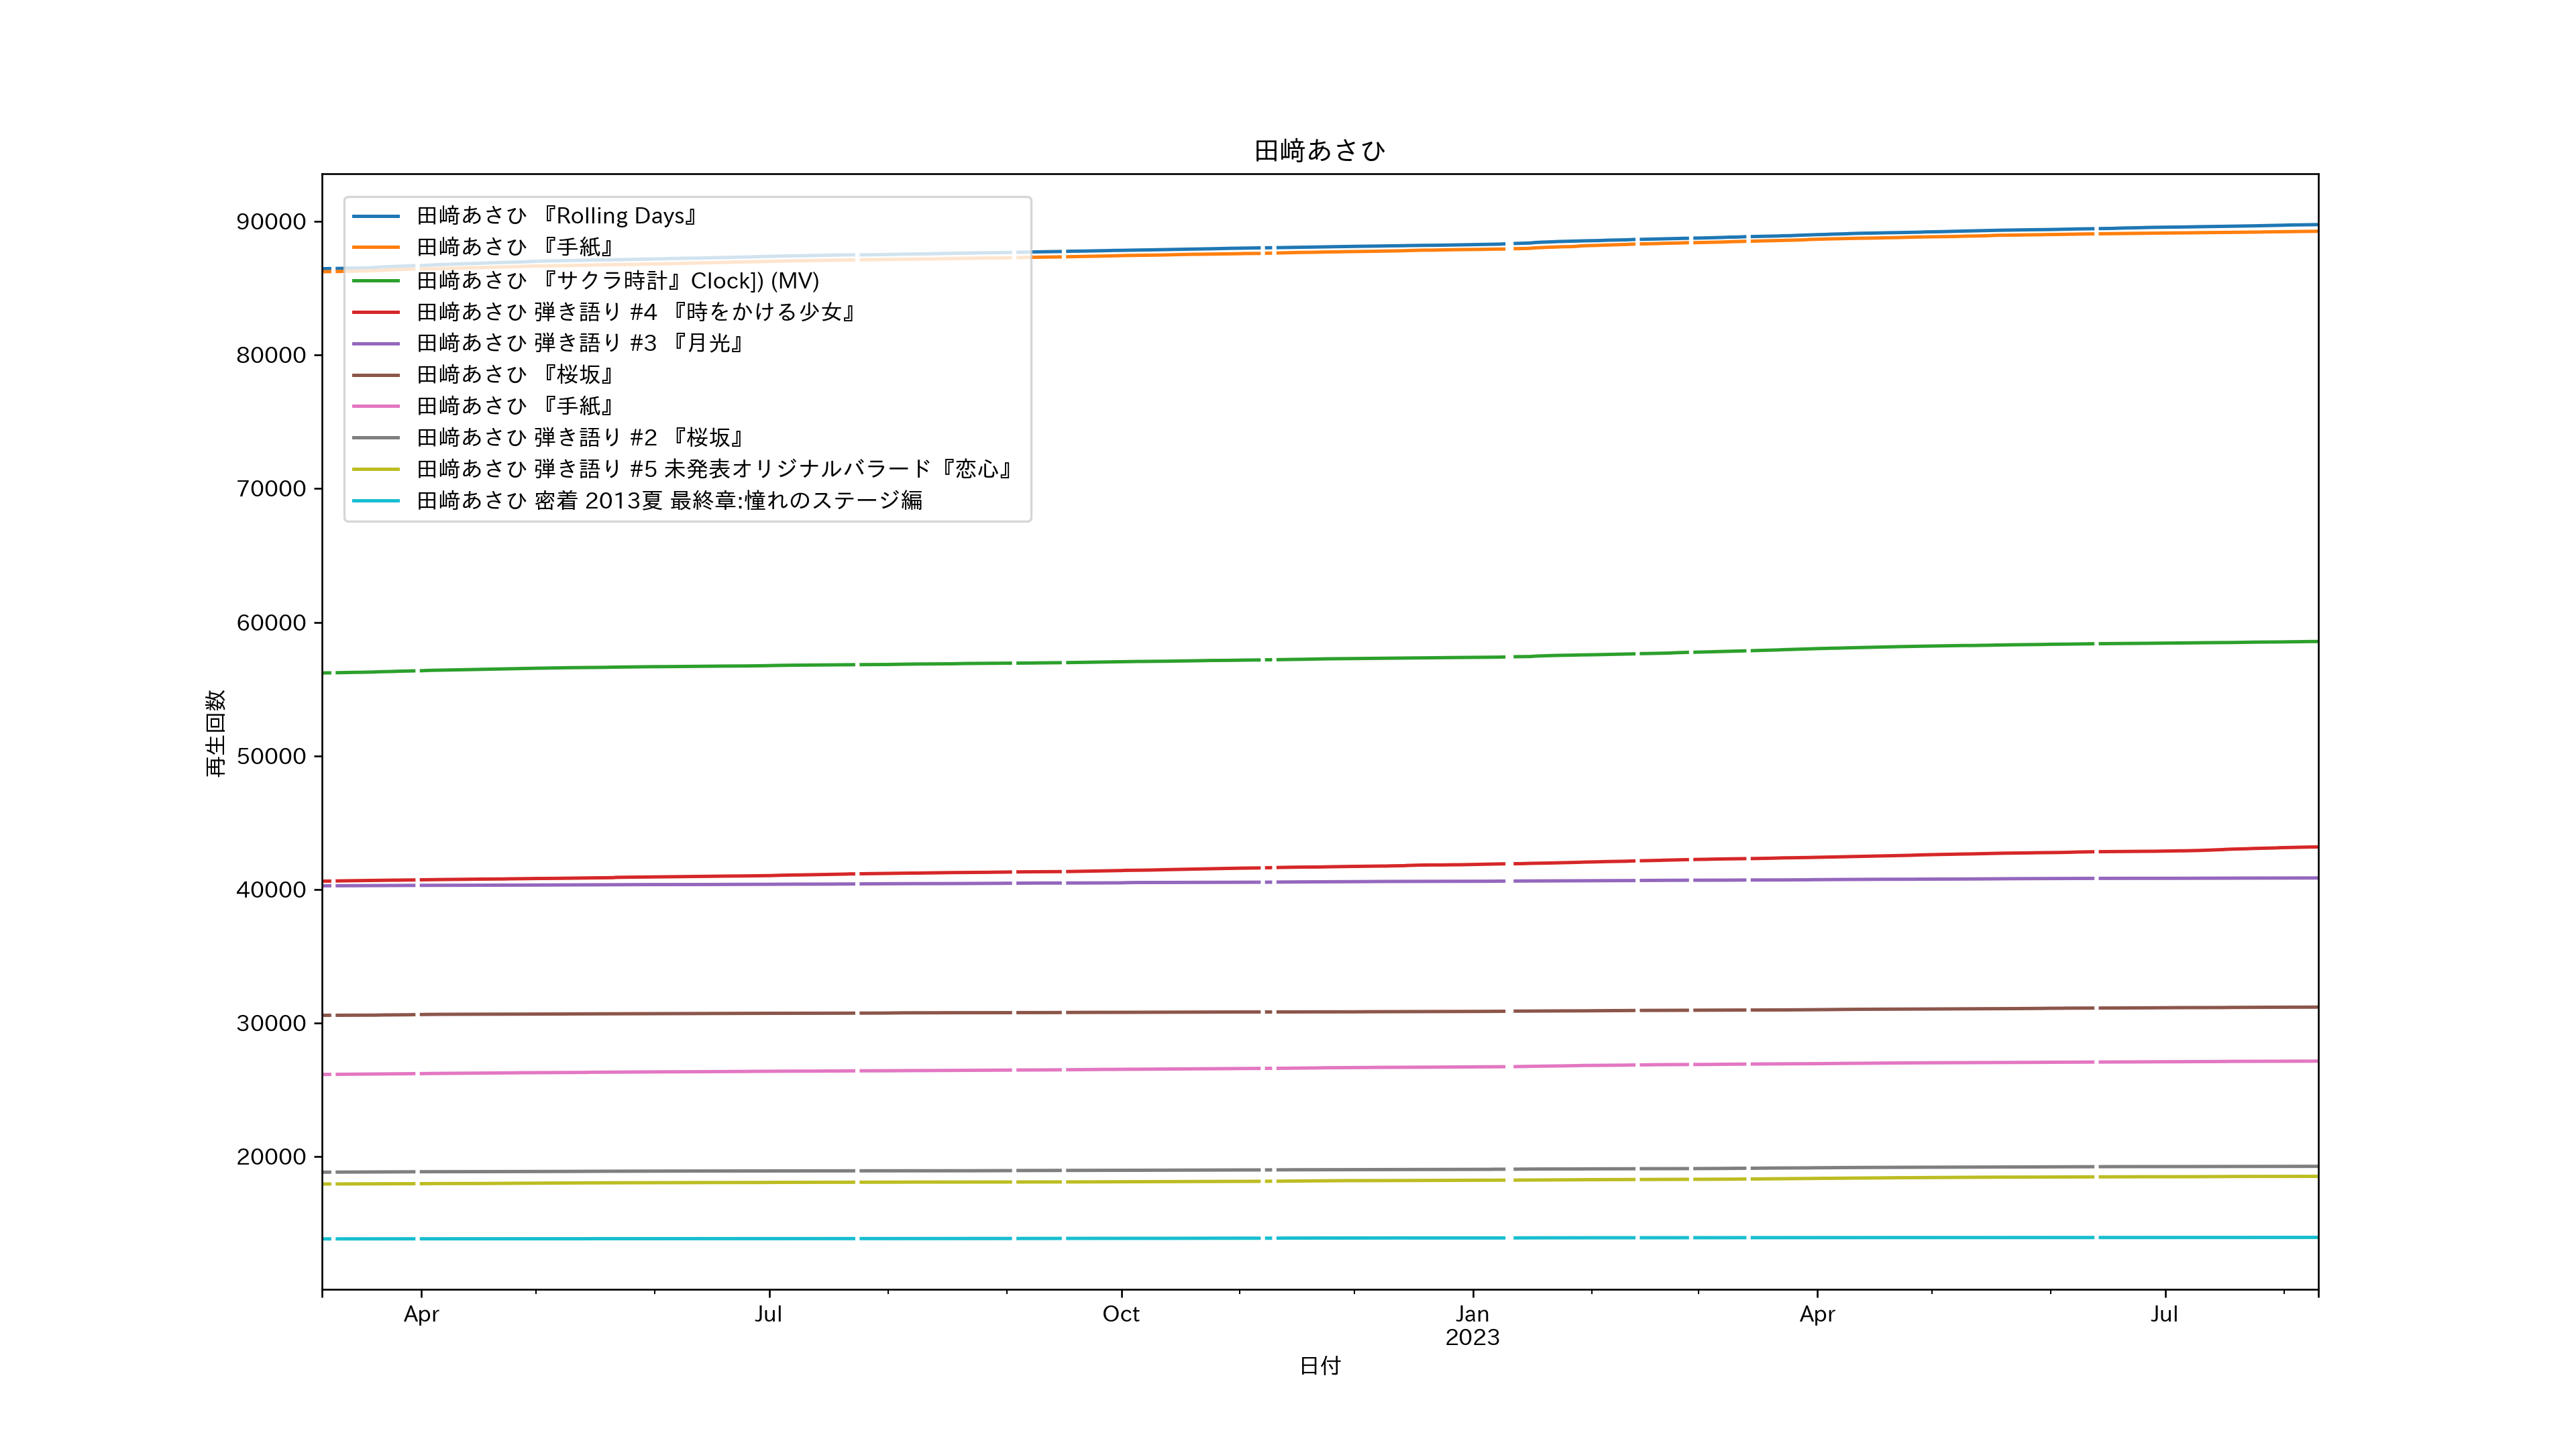 田﨑あさひ
90000
80000
70000
60000
50000
40000
30000
20000
再生回数
田﨑あさひ 『Rolling Days』
田﨑あさひ 『手紙』
田﨑あさひ 『サクラ時計』Clock]) (MV)
田﨑あさひ 弾き語り #4 『時をかける少女』
田﨑あさひ 弾き語り #3 『月光』
田﨑あさひ 『桜坂』
田﨑あさひ 『手紙』
田﨑あさひ 弾き語り #2 『桜坂』
田﨑あさひ 弾き語り #5 未発表オリジナルバラード『恋心』
田﨑あさひ 密着 2013夏 最終章:憧れのステージ編
Apr Jul Oct Jan Apr Jul
2023
日付